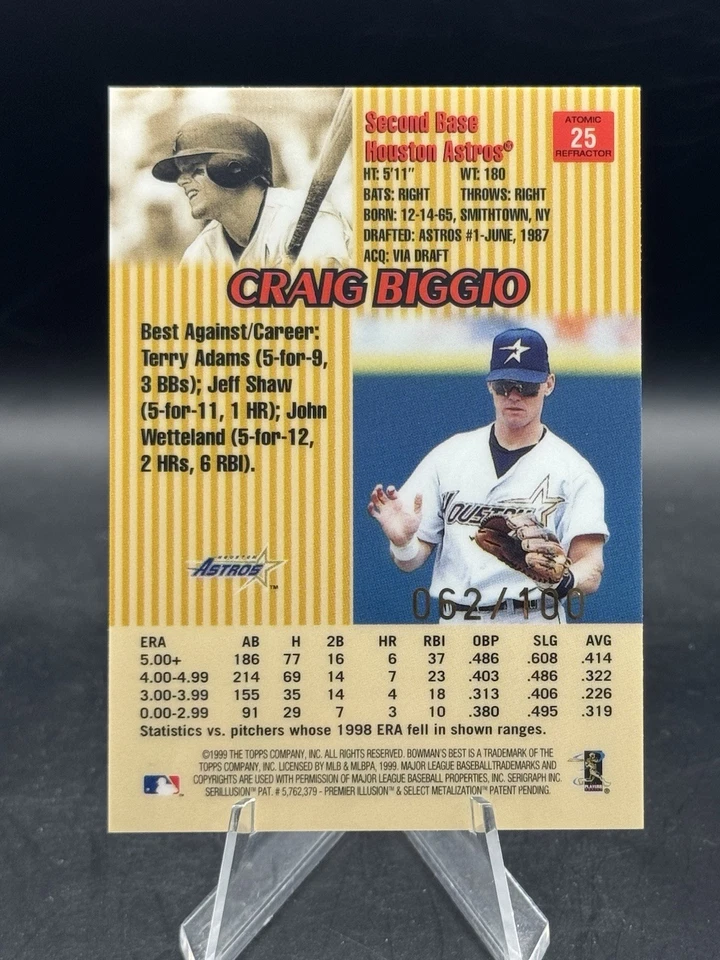 Second Base
Houston Astros®
ATOMIC
25
REFRACTOR
HT: 5'11" WT: 180
BATS: RIGHT THROWS: RIGHT
BORN: 12-14-65, SMITHTOWN, NY
DRAFTED: ASTROS #1-JUNE, 1987
ACQ: VIA DRAFT
CRAIG BIGGIO
Best Against/Career:
Terry Adams (5-for-9,
3 BBs); Jeff Shaw
(5-for-11, 1 HR); John
Wetteland (5-for-12,
2 HRs, 6 RBI).
HOUSTON
HOUSTON
ASTROS ™
062/100
ERA AB H 2B HR RBI OBP SLG AVG
5.00+ 186 77 16 6 37 .486 .608 .414
4.00-4.99 214 69 14 7 23 .403 .486 .322
3.00-3.99 155 35 14 4 18 .313 .406 .226
0.00-2.99 91 29 7 3 10 .380 .495 .319
Statistics vs. pitchers whose 1998 ERA fell in shown ranges.
©1999 THE TOPPS COMPANY, INC. ALL RIGHTS RESERVED. BOWMAN'S BEST IS A TRADEMARK OF THE
TOPPS COMPANY, INC. LICENSED BY MLB & MLBPA, 1999. MAJOR LEAGUE BASEBALL TRADEMARKS AND
COPYRIGHTS ARE USED WITH PERMISSION OF MAJOR LEAGUE BASEBALL PROPERTIES, INC. SERIGRAPH INC.
SERILLUSION™ PAT. # 5,762,379 - PREMIER ILLUSION™ & SELECT METALIZATION™ PATENT PENDING.
PLAYERS